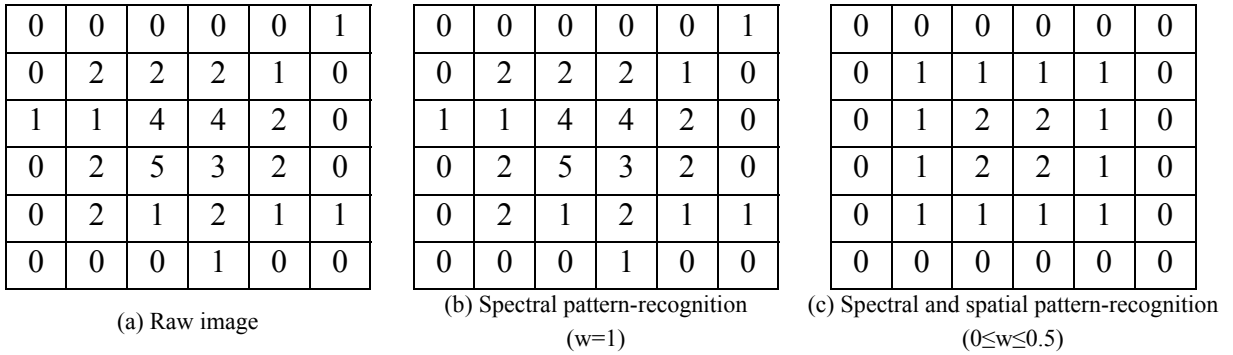 0 0 0 0 0 1
0 2 2 2 1 0
1 1 4 4 2 0
0 2 5 3 2 0
0 2 1 2 1 1
0 0 0 1 0 0
(a) Raw image
0 0 0 0 0 1
0 2 2 2 1 0
1 1 4 4 2 0
0 2 5 3 2 0
0 2 1 2 1 1
0 0 0 1 0 0
(b) Spectral pattern-recognition
(w=1)
0 0 0 0 0 0
0 1 1 1 1 0
0 1 2 2 1 0
0 1 2 2 1 0
0 1 1 1 1 0
0 0 0 0 0 0
(c) Spectral and spatial pattern-recognition
(0≤w≤0.5)